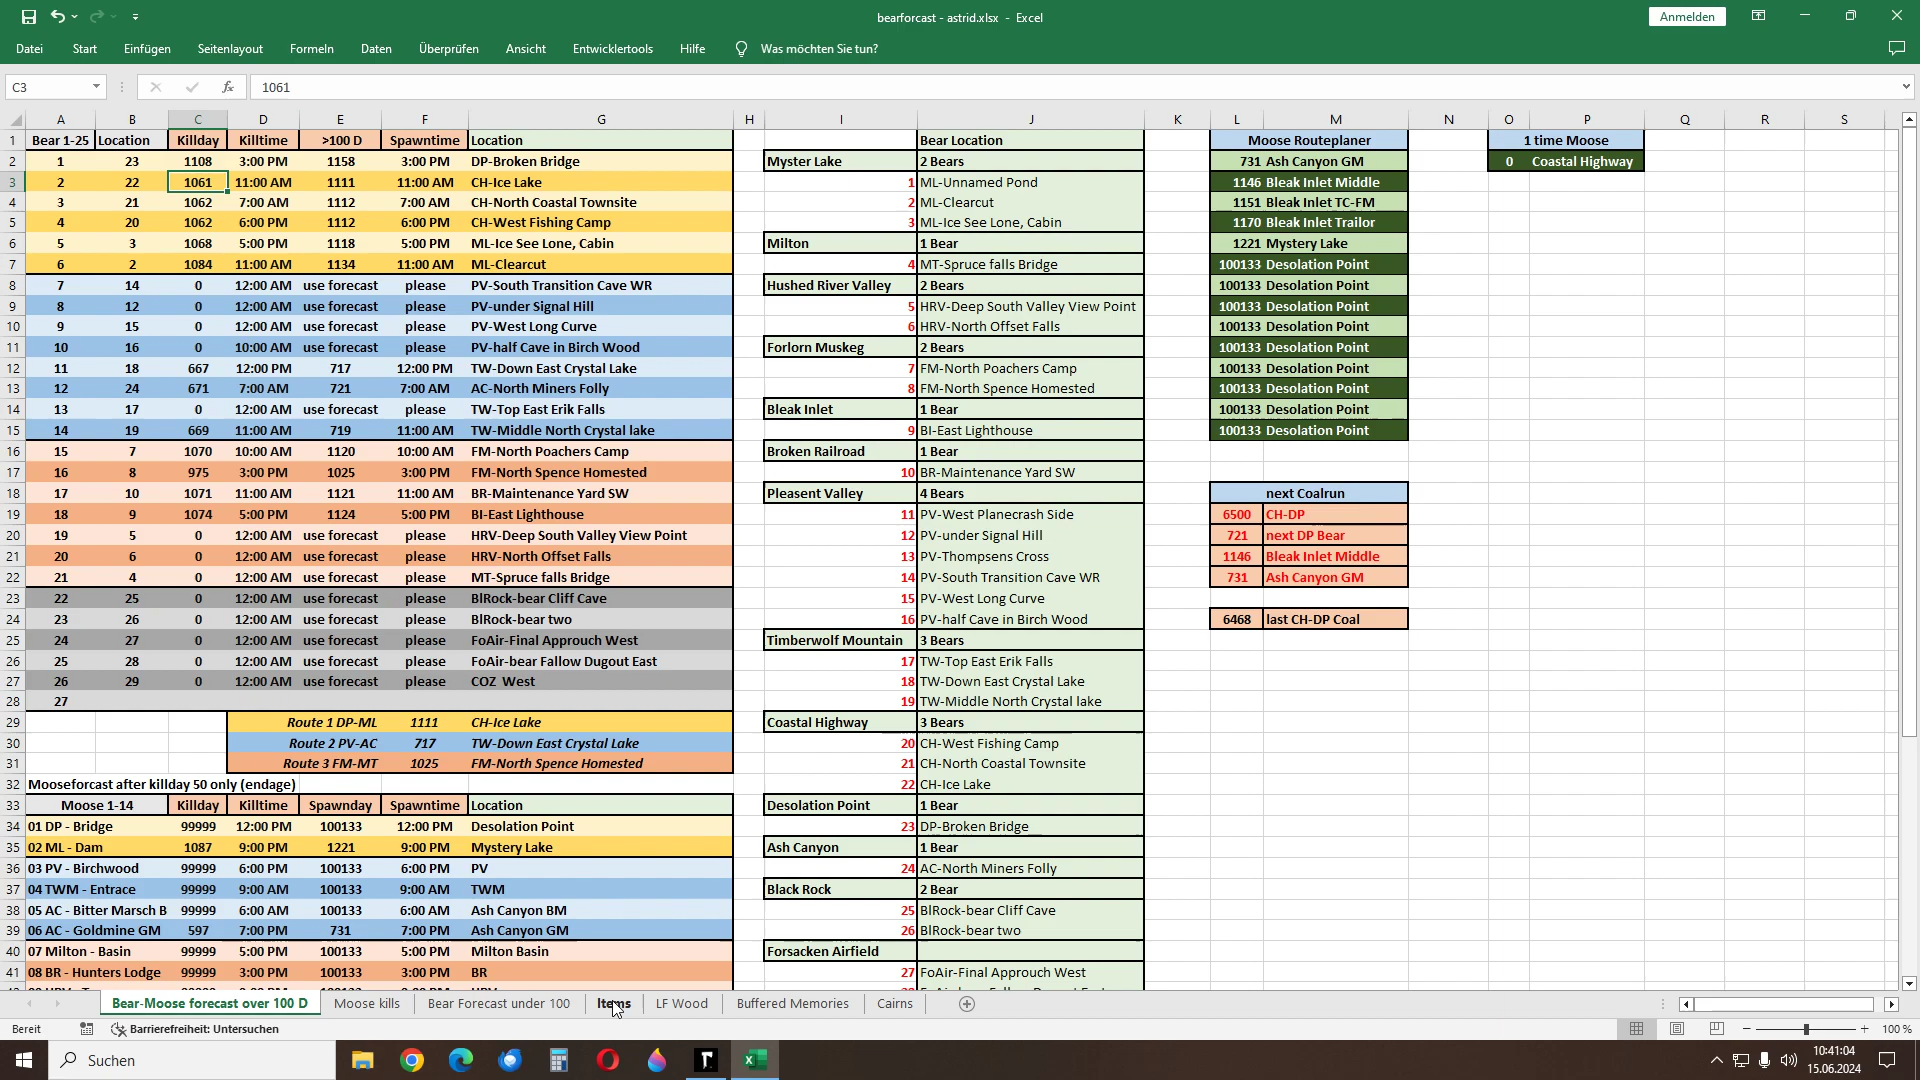 bearforcast - astrid.xlsx - Excel
Anmelden
Datei Start Einfügen Seitenlayout Formeln Daten Überprüfen Ansicht Entwicklertools Hilfe Was möchten Sie tun?
C3 fx 1061
A B C D E F G H I J K L M N O P Q R S
1 Bear 1-25 Location Killday Killtime >100 D Spawntime Location Bear Location Moose Routeplaner 1 time Moose
2 1 23 1108 3:00 PM 1158 3:00 PM DP-Broken Bridge Myster Lake 2 Bears 731 Ash Canyon GM 0 Coastal Highway
3 2 22 1061 11:00 AM 1111 11:00 AM CH-Ice Lake 1 ML-Unnamed Pond 1146 Bleak Inlet Middle
4 3 21 1062 7:00 AM 1112 7:00 AM CH-North Coastal Townsite 2 ML-Clearcut 1151 Bleak Inlet TC-FM
5 4 20 1062 6:00 PM 1112 6:00 PM CH-West Fishing Camp 3 ML-Ice See Lone, Cabin 1170 Bleak Inlet Trailor
6 5 3 1068 5:00 PM 1118 5:00 PM ML-Ice See Lone, Cabin Milton 1 Bear 1221 Mystery Lake
7 6 2 1084 11:00 AM 1134 11:00 AM ML-Clearcut 4 MT-Spruce falls Bridge 100133 Desolation Point
8 7 14 0 12:00 AM use forecast please PV-South Transition Cave WR Hushed River Valley 2 Bears 100133 Desolation Point
9 8 12 0 12:00 AM use forecast please PV-under Signal Hill 5 HRV-Deep South Valley View Point 100133 Desolation Point
10 9 15 0 12:00 AM use forecast please PV-West Long Curve 6 HRV-North Offset Falls 100133 Desolation Point
11 10 16 0 10:00 AM use forecast please PV-half Cave in Birch Wood Forlorn Muskeg 2 Bears 100133 Desolation Point
12 11 18 667 12:00 PM 717 12:00 PM TW-Down East Crystal Lake 7 FM-North Poachers Camp 100133 Desolation Point
13 12 24 671 7:00 AM 721 7:00 AM AC-North Miners Folly 8 FM-North Spence Homested 100133 Desolation Point
14 13 17 0 12:00 AM use forecast please TW-Top East Erik Falls Bleak Inlet 1 Bear 100133 Desolation Point
15 14 19 669 11:00 AM 719 11:00 AM TW-Middle North Crystal lake 9 BI-East Lighthouse 100133 Desolation Point
16 15 7 1070 10:00 AM 1120 10:00 AM FM-North Poachers Camp Broken Railroad 1 Bear
17 16 8 975 3:00 PM 1025 3:00 PM FM-North Spence Homested 10 BR-Maintenance Yard SW
18 17 10 1071 11:00 AM 1121 11:00 AM BR-Maintenance Yard SW Pleasent Valley 4 Bears next Coalrun
19 18 9 1074 5:00 PM 1124 5:00 PM BI-East Lighthouse 11 PV-West Planecrash Side 6500 CH-DP
20 19 5 0 12:00 AM use forecast please HRV-Deep South Valley View Point 12 PV-under Signal Hill 721 next DP Bear
21 20 6 0 12:00 AM use forecast please HRV-North Offset Falls 13 PV-Thompsens Cross 1146 Bleak Inlet Middle
22 21 4 0 12:00 AM use forecast please MT-Spruce falls Bridge 14 PV-South Transition Cave WR 731 Ash Canyon GM
23 22 25 0 12:00 AM use forecast please BlRock-bear Cliff Cave 15 PV-West Long Curve
24 23 26 0 12:00 AM use forecast please BlRock-bear two 16 PV-half Cave in Birch Wood 6468 last CH-DP Coal
25 24 27 0 12:00 AM use forecast please FoAir-Final Approuch West Timberwolf Mountain 3 Bears
26 25 28 0 12:00 AM use forecast please FoAir-bear Fallow Dugout East 17 TW-Top East Erik Falls
27 26 29 0 12:00 AM use forecast please COZ West 18 TW-Down East Crystal Lake
28 27 19 TW-Middle North Crystal lake
29 Route 1 DP-ML 1111 CH-Ice Lake Coastal Highway 3 Bears
30 Route 2 PV-AC 717 TW-Down East Crystal Lake 20 CH-West Fishing Camp
31 Route 3 FM-MT 1025 FM-North Spence Homested 21 CH-North Coastal Townsite
32 Mooseforcast after killday 50 only (endage) 22 CH-Ice Lake
33 Moose 1-14 Killday Killtime Spawnday Spawntime Location Desolation Point 1 Bear
34 01 DP - Bridge 99999 12:00 PM 100133 12:00 PM Desolation Point 23 DP-Broken Bridge
35 02 ML - Dam 1087 9:00 PM 1221 9:00 PM Mystery Lake Ash Canyon 1 Bear
36 03 PV - Birchwood 99999 6:00 PM 100133 6:00 PM PV 24 AC-North Miners Folly
37 04 TWM - Entrace 99999 9:00 AM 100133 9:00 AM TWM Black Rock 2 Bear
38 05 AC - Bitter Marsch B 99999 6:00 AM 100133 6:00 AM Ash Canyon BM 25 BlRock-bear Cliff Cave
39 06 AC - Goldmine GM 597 7:00 PM 731 7:00 PM Ash Canyon GM 26 BlRock-bear two
40 07 Milton - Basin 99999 5:00 PM 100133 5:00 PM Milton Basin Forsacken Airfield
41 08 BR - Hunters Lodge 99999 3:00 PM 100133 3:00 PM BR 27 FoAir-Final Approuch West
Bear-Moose forecast over 100 D Moose kills Bear Forecast under 100 Items LF Wood Buffered Memories Cairns
Bereit Barrierefreiheit: Untersuchen 100 %
Suchen 10:41:04
15.06.2024